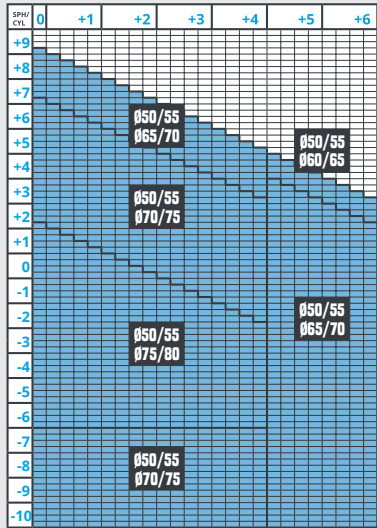 SPH/
CYL
0 +1 +2 +3 +4 +5 +6
+9
+8
+7
+6
+5
+4
+3
+2
+1
0
-1
-2
-3
-4
-5
-6
-7
-8
-9
-10
Ø50/55
Ø65/70
Ø50/55
Ø60/65
Ø50/55
Ø70/75
Ø50/55
Ø65/70
Ø50/55
Ø75/80
Ø50/55
Ø70/75